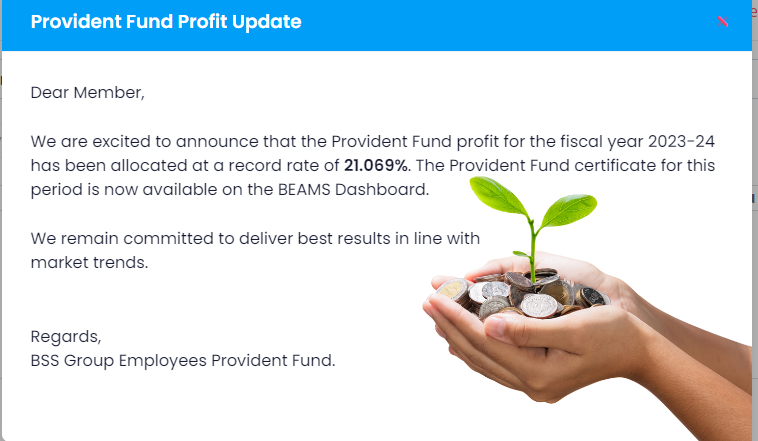 Provident Fund Profit Update
Dear Member,
We are excited to announce that the Provident Fund profit for the fiscal year 2023-24
has been allocated at a record rate of 21.069%. The Provident Fund certificate for this
period is now available on the BEAMS Dashboard.
We remain committed to deliver best results in line with
market trends.
Regards,
BSS Group Employees Provident Fund.